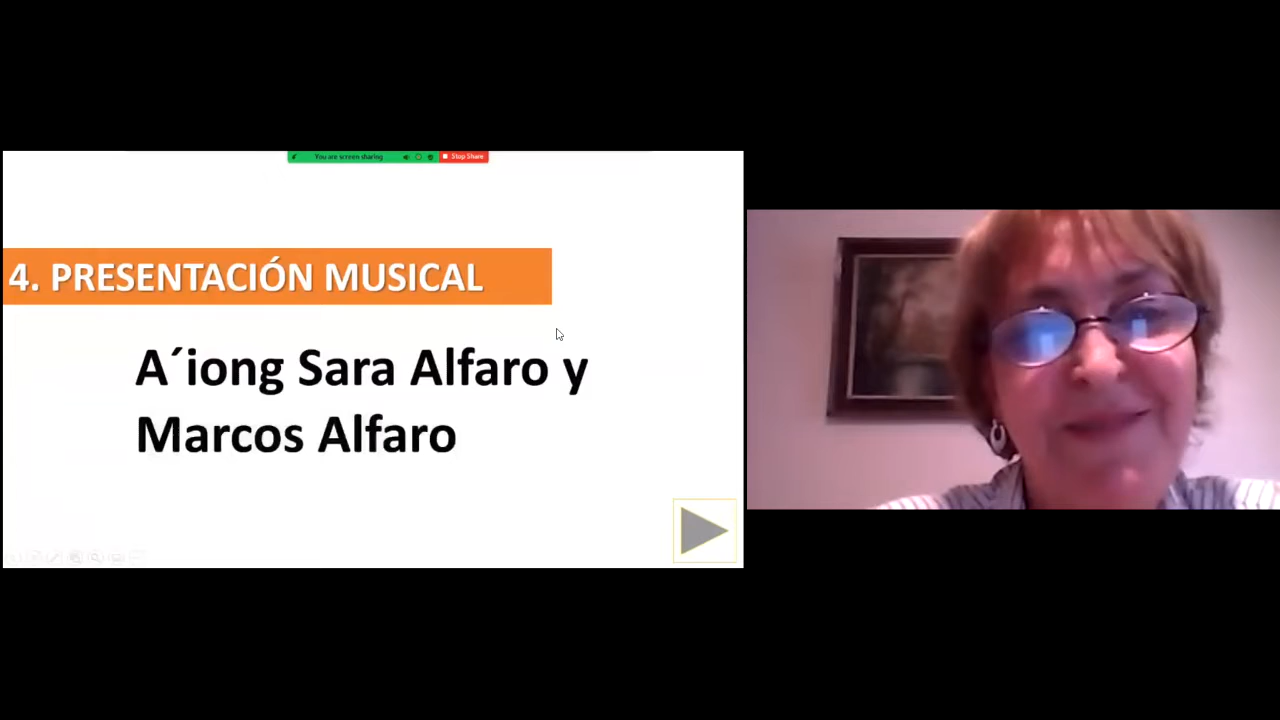 You are screen sharing
Stop Share
4. PRESENTACIÓN MUSICAL
A´iong Sara Alfaro y
Marcos Alfaro